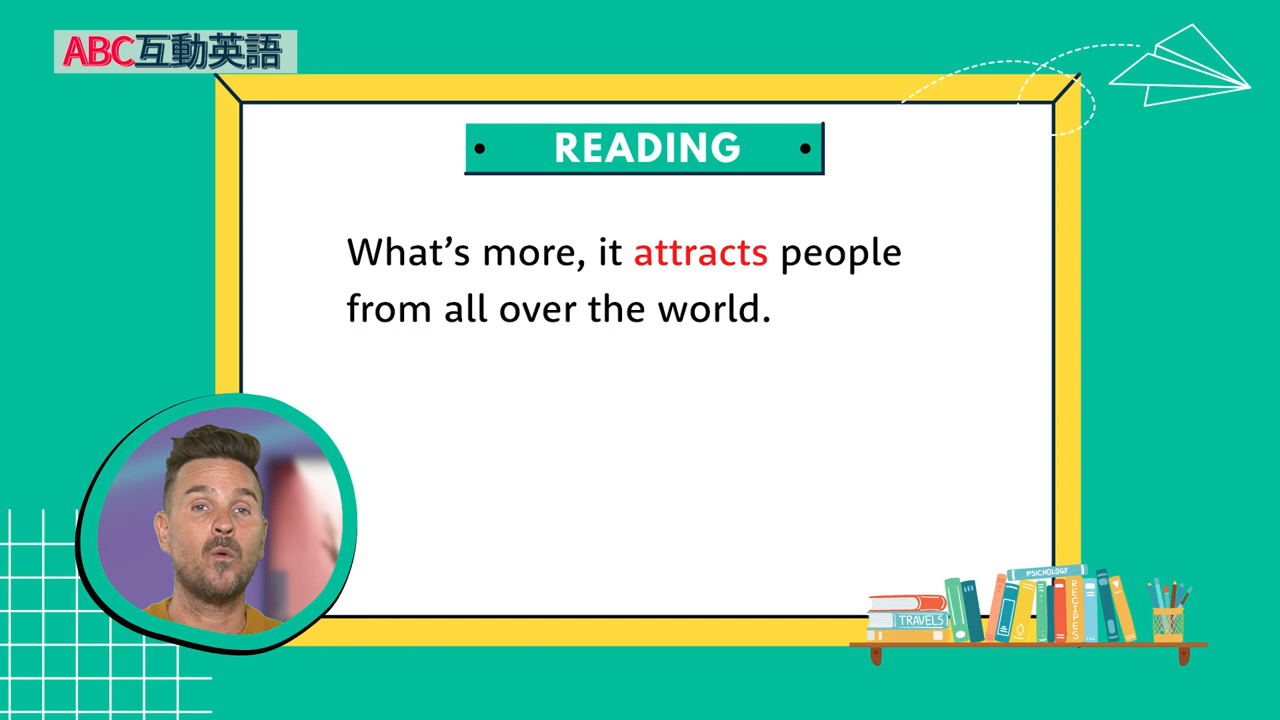 ABC互動英語
READING
What's more, it attracts people
from all over the world.
PSICHOLOGY
TRAVELS
RECIPES